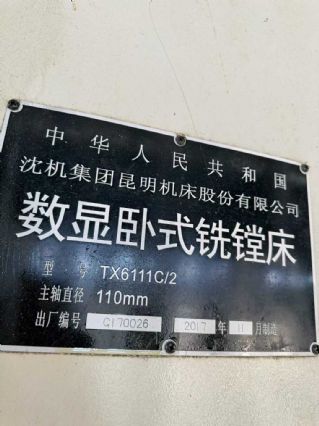 中华人民共和国
沈机集团昆明机床股份有限公司
数显卧式铣镗床
型 号 TX6111C/2
主轴直径 110mm
出厂编号 C170026 2017 年 11 月制造